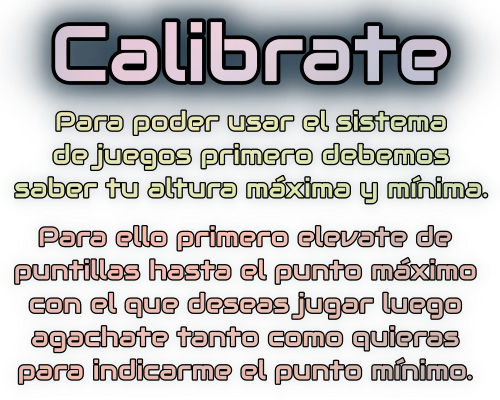 Calibrate
Para poder usar el sistema
de juegos primero debemos
saber tu altura máxima y mínima.
Para ello primero elevate de
puntillas hasta el punto máximo
con el que deseas jugar luego
agachate tanto como quieras
para indicarme el punto mínimo.